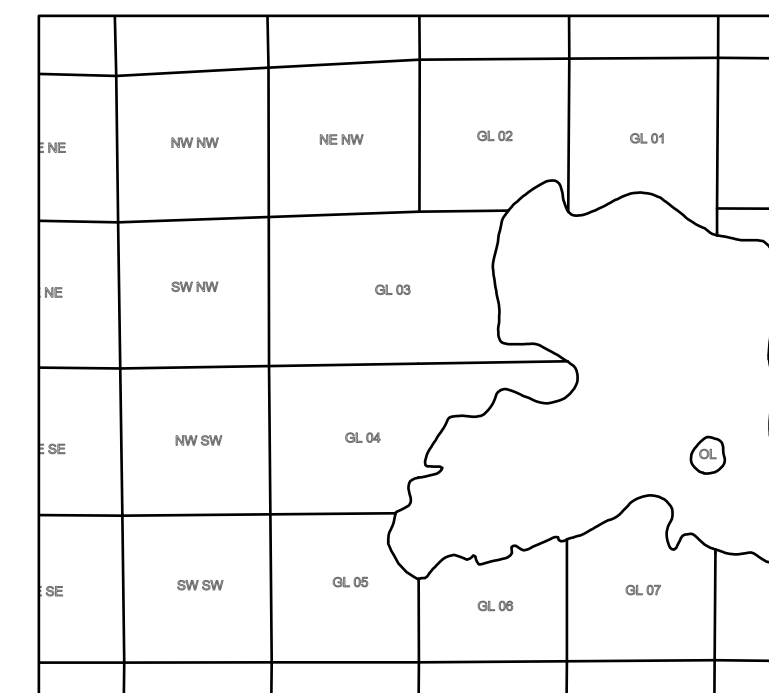 GL 02
GL 01
NE NW
NW NW
E NE
SW NW
GL 03
NE
GL 04
NW SW
E SE
OL
GL 05
SW SW
SE
GL 07
GL 06